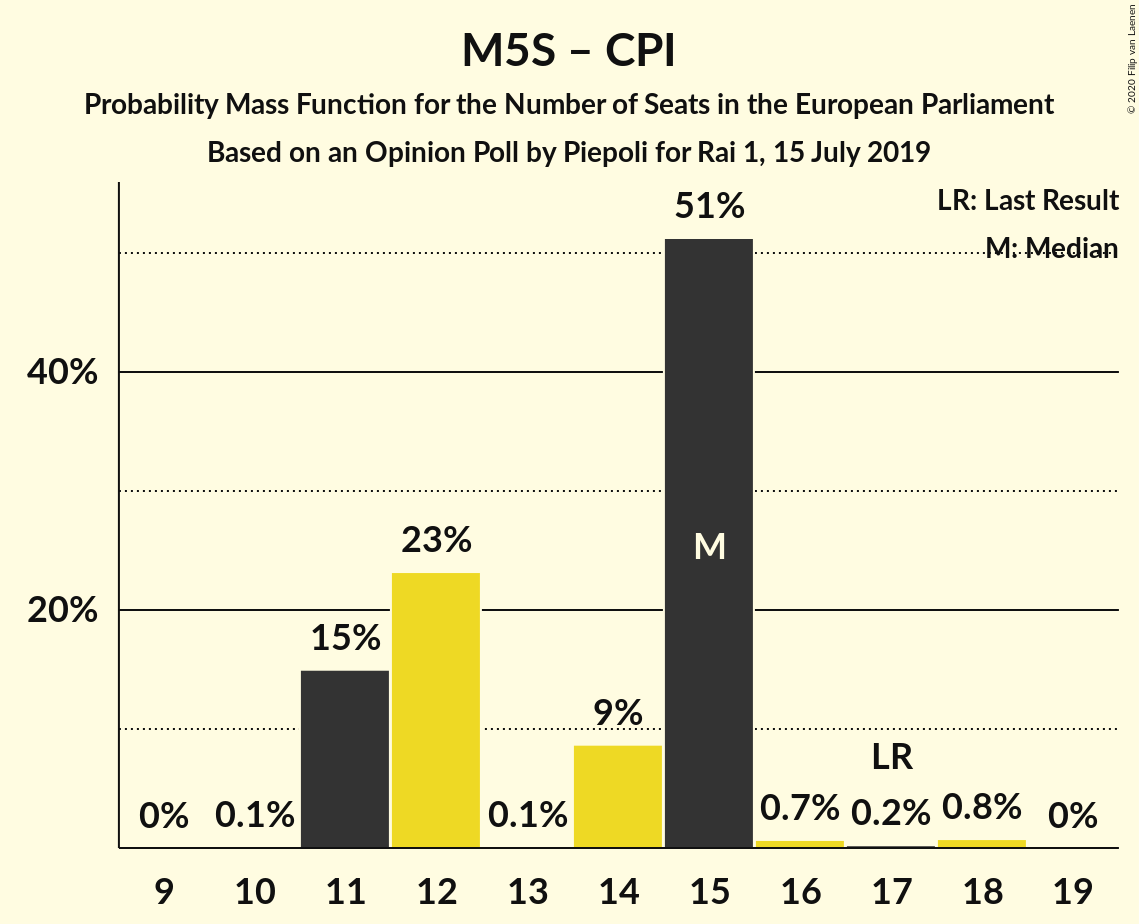 M5S – CPI
Probability Mass Function for the Number of Seats in the European Parliament
Based on an Opinion Poll by Piepoli for Rai 1, 15 July 2019
© 2020 Filip van Laenen
LR: Last Result
M: Median
51%
40%
M
23%
20%
15%
9%
LR
0%
0.1%
0.1%
0.7%
0.2%
0.8%
0%
9 10 11 12 13 14 15 16 17 18 19